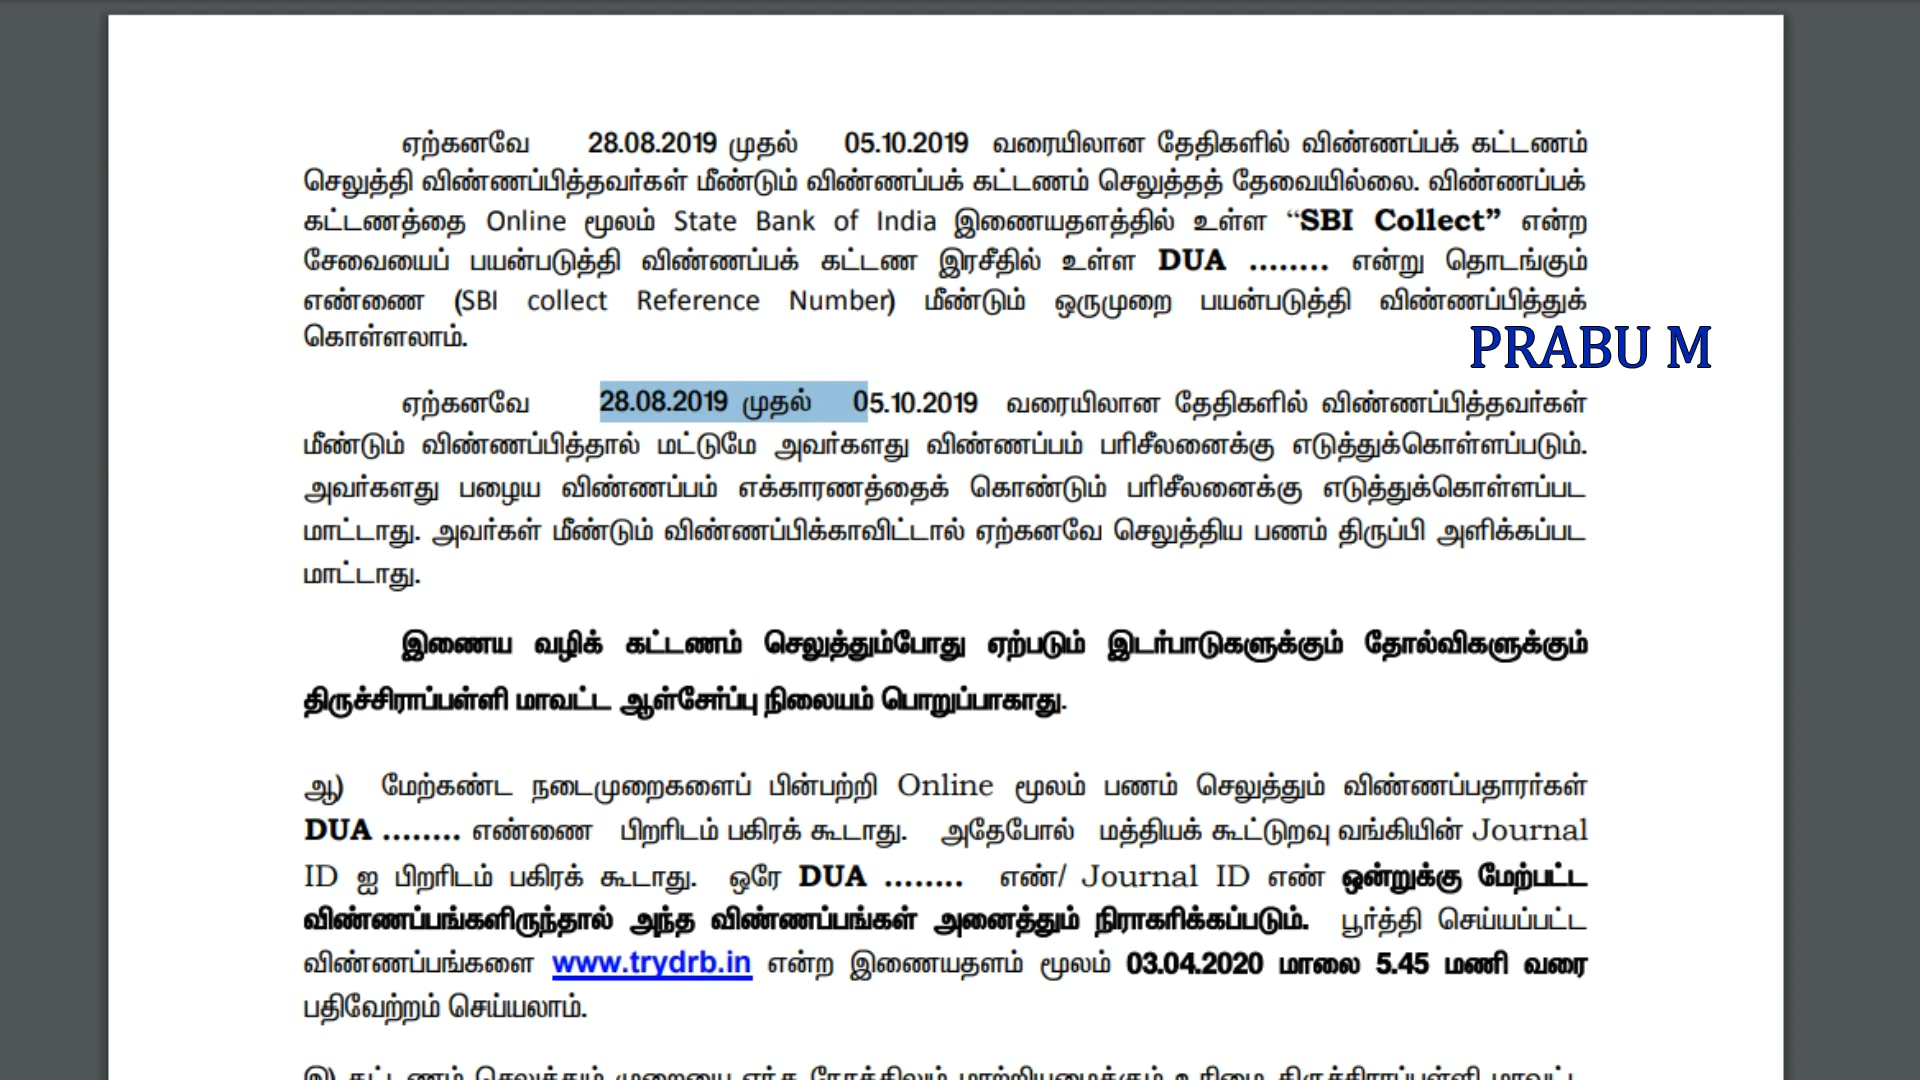 ஏற்கனவே 28.08.2019 முதல் 05.10.2019 வரையிலான தேதிகளில் விண்ணப்பக் கட்டணம்
செலுத்தி விண்ணப்பித்தவர்கள் மீண்டும் விண்ணப்பக் கட்டணம் செலுத்தத் தேவையில்லை. விண்ணப்பக்
கட்டணத்தை Online மூலம் State Bank of India இணையதளத்தில் உள்ள “SBI Collect” என்ற
சேவையைப் பயன்படுத்தி விண்ணப்பக் கட்டண இரசீதில் உள்ள DUA ........ என்று தொடங்கும்
எண்ணை (SBI collect Reference Number) மீண்டும் ஒருமுறை பயன்படுத்தி விண்ணப்பித்துக்
கொள்ளலாம்.
PRABU M
ஏற்கனவே 28.08.2019 முதல் 05.10.2019 வரையிலான தேதிகளில் விண்ணப்பித்தவர்கள்
மீண்டும் விண்ணப்பித்தால் மட்டுமே அவர்களது விண்ணப்பம் பரிசீலனைக்கு எடுத்துக்கொள்ளப்படும்.
அவர்களது பழைய விண்ணப்பம் எக்காரணத்தைக் கொண்டும் பரிசீலனைக்கு எடுத்துக்கொள்ளப்பட
மாட்டாது. அவர்கள் மீண்டும் விண்ணப்பிக்காவிட்டால் ஏற்கனவே செலுத்திய பணம் திருப்பி அளிக்கப்பட
மாட்டாது.
இணைய வழிக் கட்டணம் செலுத்தும்போது ஏற்படும் இடர்பாடுகளுக்கும் தோல்விகளுக்கும்
திருச்சிராப்பள்ளி மாவட்ட ஆள்சேர்ப்பு நிலையம் பொறுப்பாகாது.
ஆ) மேற்கண்ட நடைமுறைகளைப் பின்பற்றி Online மூலம் பணம் செலுத்தும் விண்ணப்பதாரர்கள்
DUA ........ எண்ணை பிறரிடம் பகிரக் கூடாது. அதேபோல் மத்தியக் கூட்டுறவு வங்கியின் Journal
ID ஐ பிறரிடம் பகிரக் கூடாது. ஒரே DUA ........ எண்/ Journal ID எண் ஒன்றுக்கு மேற்பட்ட
விண்ணப்பங்களிருந்தால் அந்த விண்ணப்பங்கள் அனைத்தும் நிராகரிக்கப்படும். பூர்த்தி செய்யப்பட்ட
விண்ணப்பங்களை www.trydrb.in என்ற இணையதளம் மூலம் 03.04.2020 மாலை 5.45 மணி வரை
பதிவேற்றம் செய்யலாம்.
இ) கட்டணம் செலுத்தும் முறையை எந்த நேரத்திலும் மாற்றியமைக்கும் உரிமை திருச்சிராப்பள்ளி மாவட்ட